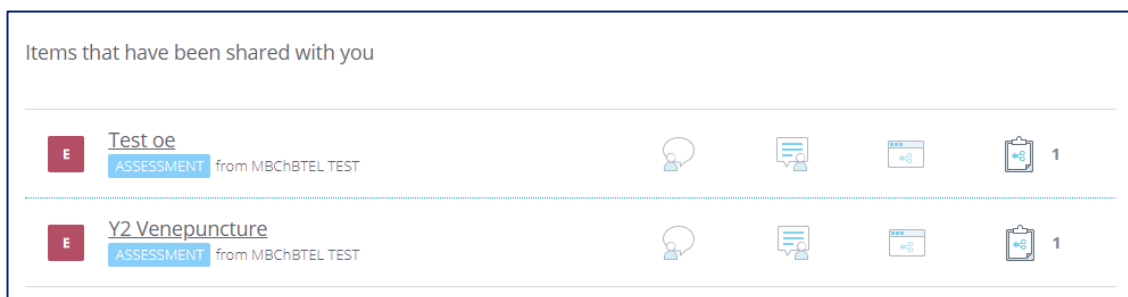 Items that have been shared with you
E Test oe 1
ASSESSMENT from MBChBTEL TEST
E Y2 Venepuncture 1
ASSESSMENT from MBChBTEL TEST